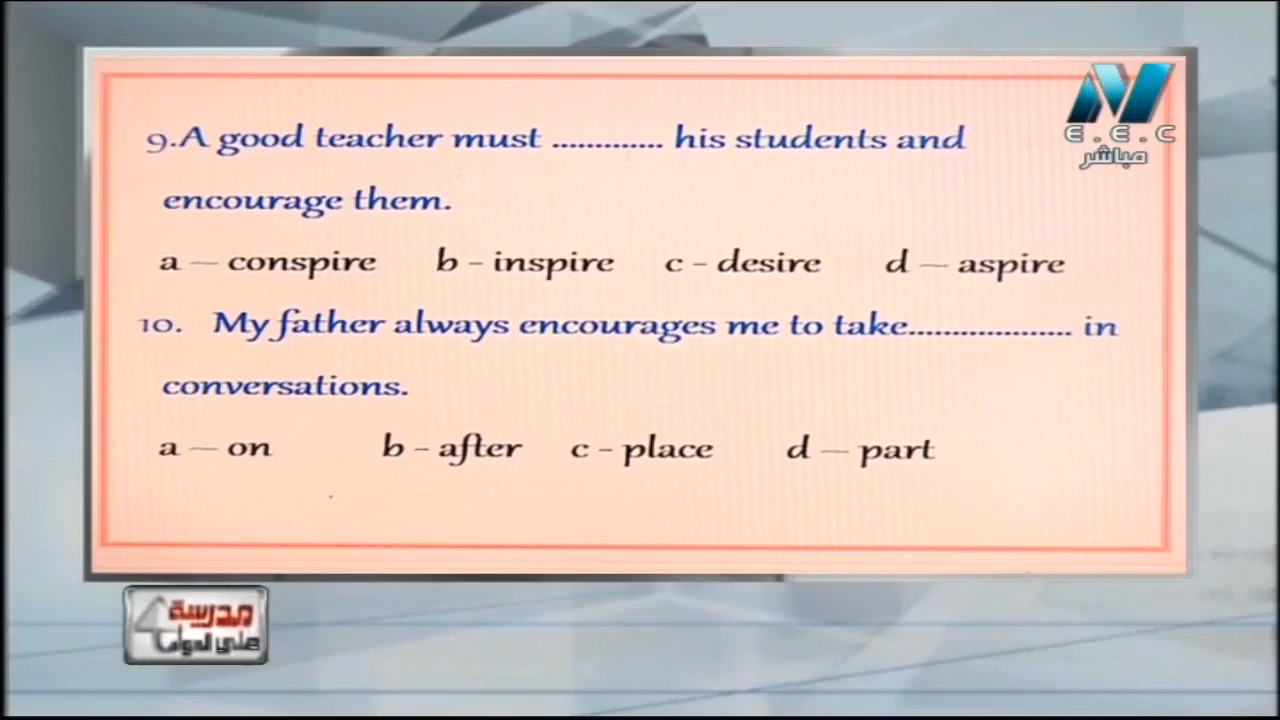 9.A good teacher must ............. his students and
encourage them.
a – conspire b - inspire c - desire d – aspire
10. My father always encourages me to take................... in
conversations.
a – on b - after c - place d – part
E.E.C
مباشر
مدرسة
على الهواء